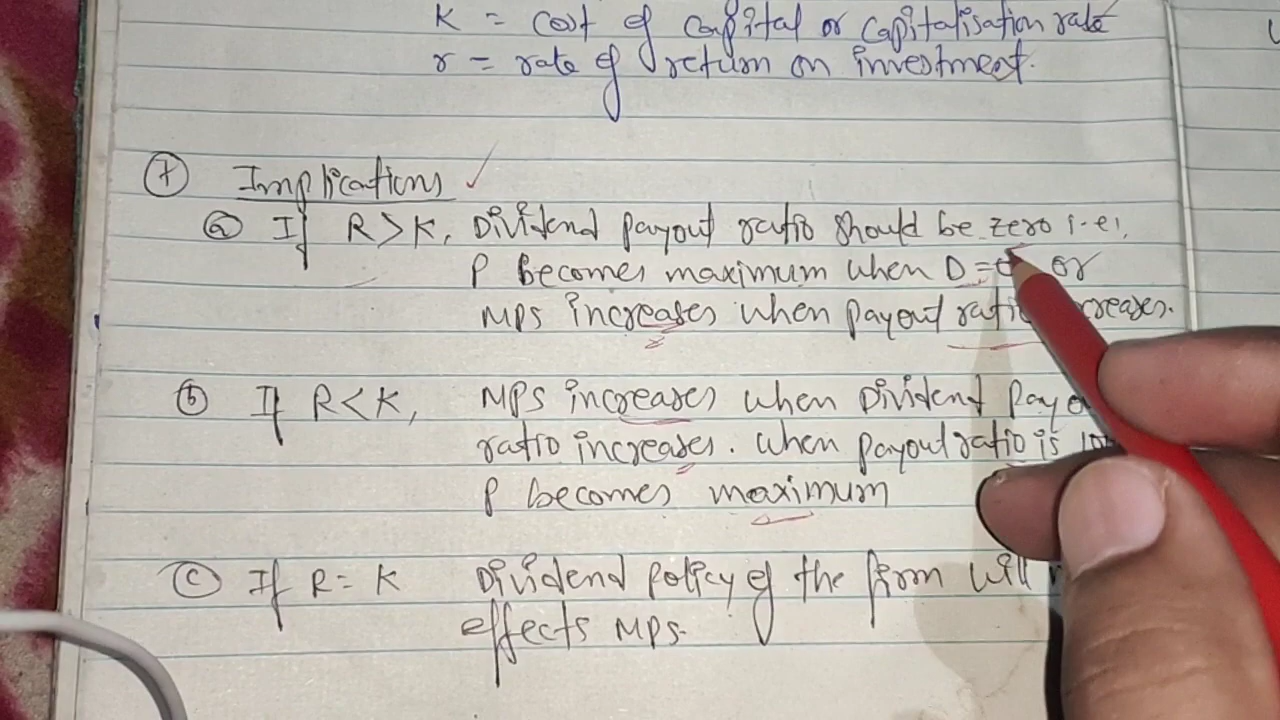 K = cost of capital or capitalisation rate
r = rate of return on investment.
7 Implications
a If R>K, Dividend payout ratio should be zero i.e.,
P becomes maximum when D = or
MPS increases when payout
b If R<K, MPS increases when Dividend
ratio increases. When payout ratio is
P becomes maximum
c If R = K Dividend policy of the firm will
effects MPS.